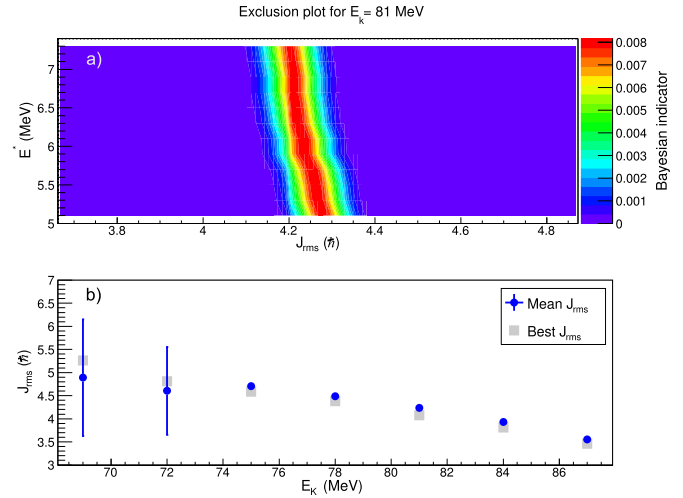 Exclusion plot for E_k = 81 MeV
a)
E* (MeV)
7
6.5
6
5.5
5
3.8 4 4.2 4.4 4.6 4.8
J_rms (ℏ)
0.008
0.007
0.006
0.005
0.004
0.003
0.002
0.001
0
Bayesian indicator
b)
J_rms (ℏ)
7
6.5
6
5.5
5
4.5
4
3.5
3
Mean J_rms
Best J_rms
70 72 74 76 78 80 82 84 86
E_K (MeV)